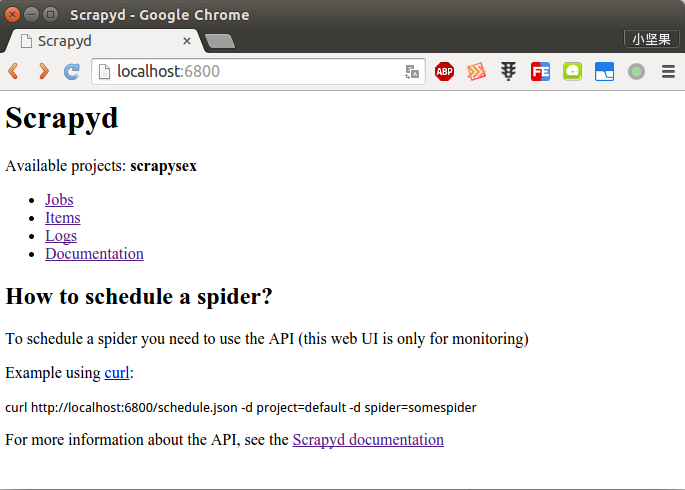 Scrapyd - Google Chrome
Scrapyd
小坚果
localhost:6800
ABP
FE
Scrapyd
Available projects: scrapysex
Jobs
Items
Logs
Documentation
How to schedule a spider?
To schedule a spider you need to use the API (this web UI is only for monitoring)
Example using curl:
curl http://localhost:6800/schedule.json -d project=default -d spider=somespider
For more information about the API, see the Scrapyd documentation